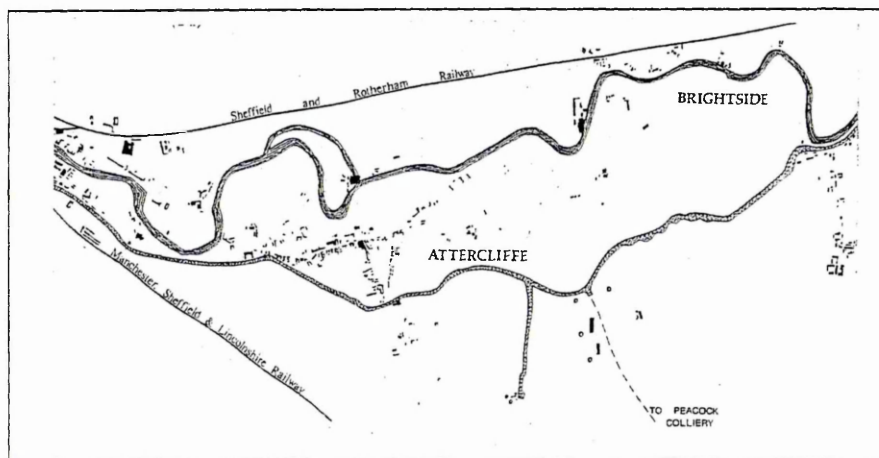 Sheffield and Rotherham Railway
BRIGHTSIDE
ATTERCLIFFE
Manchester, Sheffield & Lincolnshire Railway
TO PEACOCK
COLLIERY